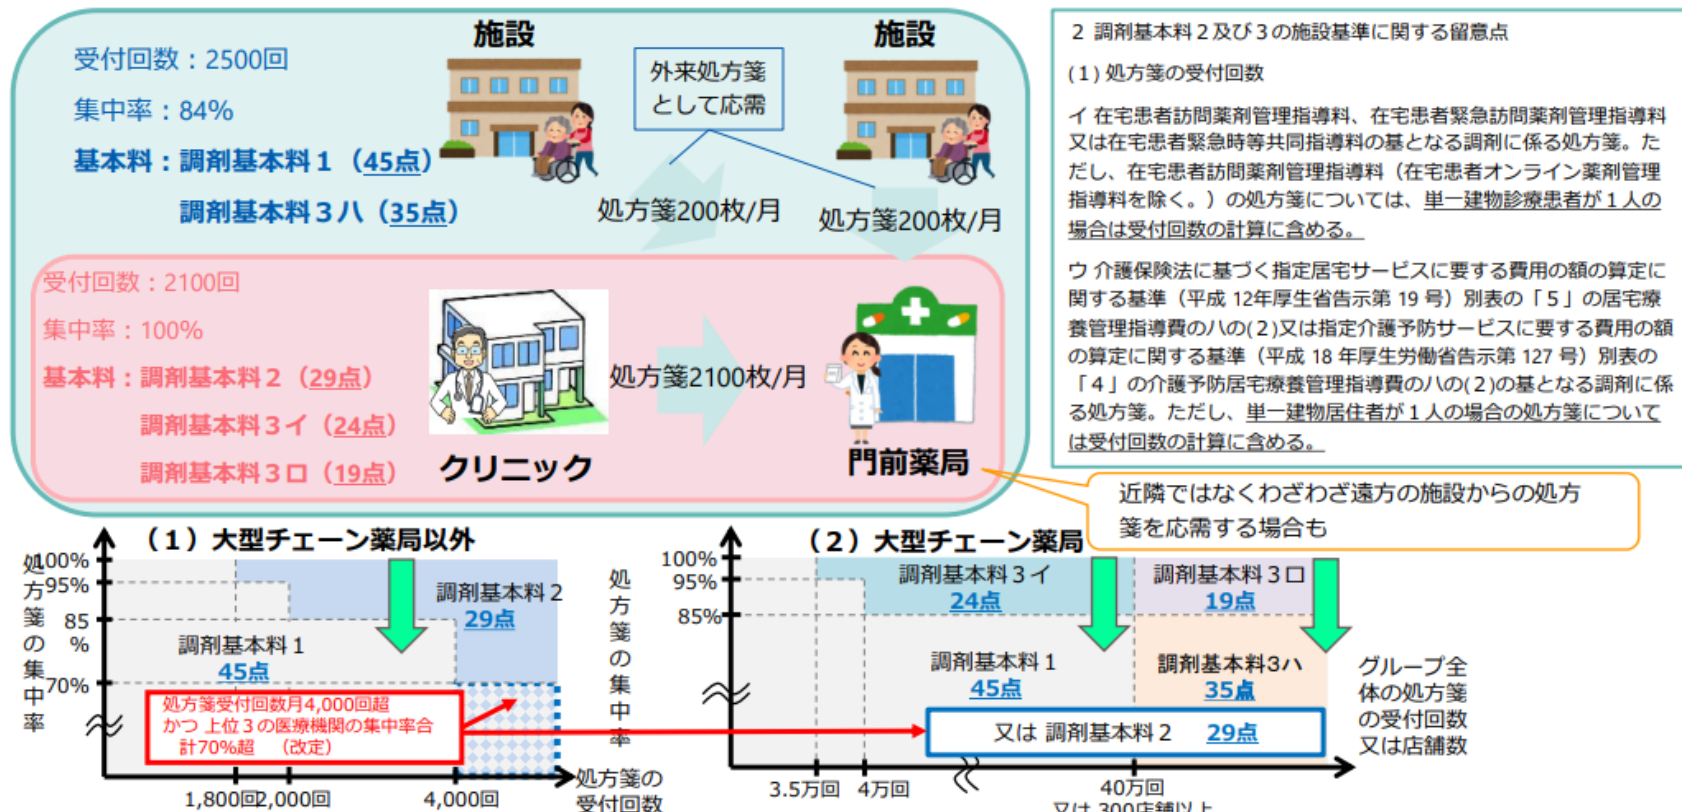 受付回数：2500回
集中率：84%
基本料：調剤基本料１（45点）
調剤基本料３ハ（35点）
施設
施設
外来処方箋
として応需
処方箋200枚/月
処方箋200枚/月
受付回数：2100回
集中率：100%
基本料：調剤基本料２（29点）
調剤基本料３イ（24点）
調剤基本料３ロ（19点）
クリニック
処方箋2100枚/月
門前薬局
２ 調剤基本料２及び３の施設基準に関する留意点
(１) 処方箋の受付回数
イ 在宅患者訪問薬剤管理指導料、在宅患者緊急訪問薬剤管理指導料
又は在宅患者緊急時等共同指導料の基となる調剤に係る処方箋。た
だし、在宅患者訪問薬剤管理指導料（在宅患者オンライン薬剤管理
指導料を除く。）の処方箋については、単一建物診療患者が１人の
場合は受付回数の計算に含める。
ウ 介護保険法に基づく指定居宅サービスに要する費用の額の算定に
関する基準（平成 12年厚生省告示第 19 号）別表の「５」の居宅療
養管理指導費のハの(２)又は指定介護予防サービスに要する費用の額
の算定に関する基準（平成 18 年厚生労働省告示第 127 号）別表の
「４」の介護予防居宅療養管理指導費のハの(２)の基となる調剤に係
る処方箋。ただし、単一建物居住者が１人の場合の処方箋について
は受付回数の計算に含める。
近隣ではなくわざわざ遠方の施設からの処方
箋を応需する場合も
（１）大型チェーン薬局以外
処方箋の集中率
100%
95%
85
%
70%
調剤基本料２
29点
調剤基本料１
45点
処方箋受付回数月4,000回超
かつ 上位３の医療機関の集中率合
計70%超　（改定）
1,800回
2,000回
4,000回
処方箋の
受付回数
（２）大型チェーン薬局
処方箋の集中率
100%
95%
85%
調剤基本料３イ
24点
調剤基本料３ロ
19点
調剤基本料１
45点
調剤基本料3ハ
35点
又は 調剤基本料２　29点
3.5万回
4万回
40万回
又は 300店舗以上
グループ全
体の処方箋
の受付回数
又は店舗数